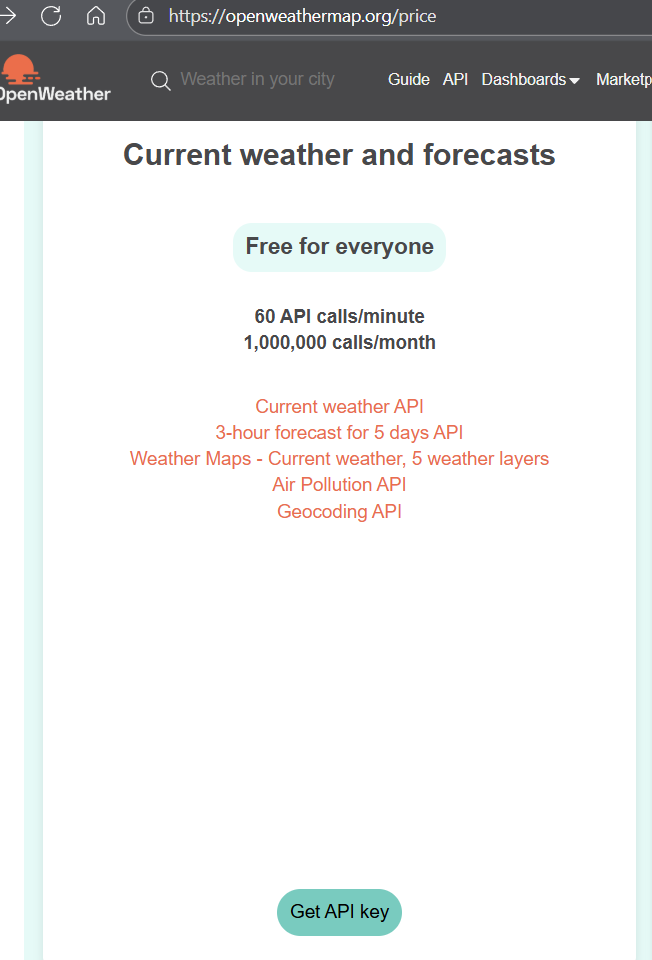 https://openweathermap.org/price
OpenWeather
Weather in your city
Guide API Dashboards Marketp
Current weather and forecasts
Free for everyone
60 API calls/minute
1,000,000 calls/month
Current weather API
3-hour forecast for 5 days API
Weather Maps - Current weather, 5 weather layers
Air Pollution API
Geocoding API
Get API key